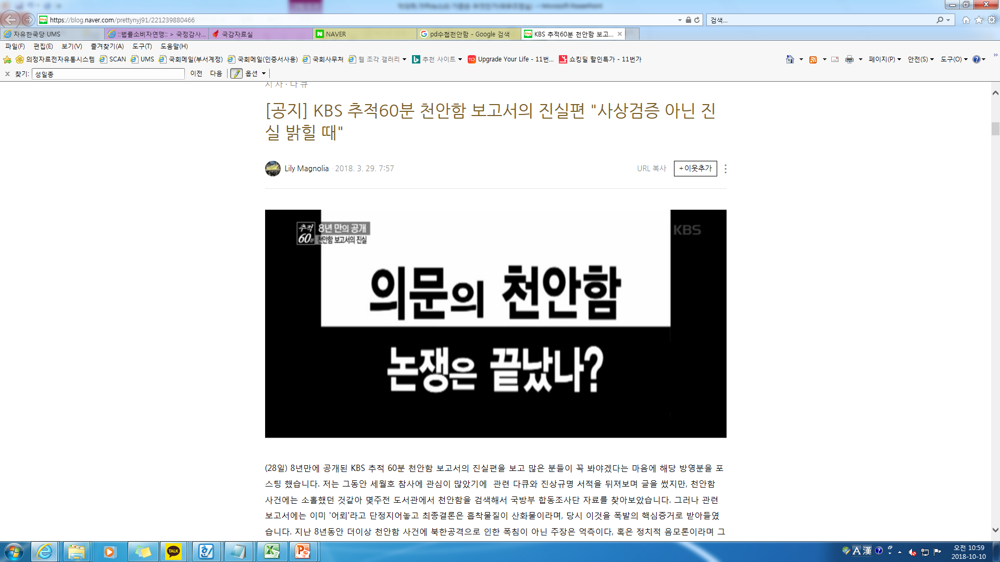 https://blog.naver.com/prettynyj91/221239880466
검색...
자유한국당 UMS
::법률소비자연맹:: > 국정감사...
국감자료실
NAVER
pd수첩천안함 - Google 검색
KBS 추적60분 천안함 보고...
파일(F) 편집(E) 보기(V) 즐겨찾기(A) 도구(T) 도움말(H)
의정자료전자유통시스템 SCAN UMS 국회메일(부서계정) 국회메일(인증서사용) 국회사무처 웹 조각 갤러리 추천 사이트 Upgrade Your Life - 11번... 쇼킹딜 할인특가 - 11번가 페이지(P) 안전(S) 도구(O)
찾기: 성일종 이전 다음 옵션
시사·다큐
[공지] KBS 추적60분 천안함 보고서의 진실편 "사상검증 아닌 진
실 밝힐 때"
Lily Magnolia 2018. 3. 29. 7:57 URL 복사 +이웃추가
추적 60분 8년 만의 공개
천안함 보고서의 진실
KBS
의문의 천안함
논쟁은 끝났나?
(28일) 8년만에 공개된 KBS 추적 60분 천안함 보고서의 진실편을 보고 많은 분들이 꼭 봐야겠다는 마음에 해당 방영분을 포
스팅 했습니다. 저는 그동안 세월호 참사에 관심이 많았기에 관련 다큐와 진상규명 서적을 뒤져보며 글을 썼지만, 천안함
사건에는 소홀했던 것같아 몇주전 도서관에서 천안함을 검색해서 국방부 합동조사단 자료를 찾아보았습니다. 그러나 관련
보고서에는 이미 '어뢰'라고 단정지어놓고 최종결론은 흡착물질이 산화물이라며, 당시 이것을 폭발의 핵심증거로 받아들였
습니다. 지난 8년동안 더이상 천안함 사건에 북한공격으로 인한 폭침이 아닌 주장은 억측이다, 혹은 정치적 음모론이라며 그
TALK
A 漢
오전 10:59
2018-10-10